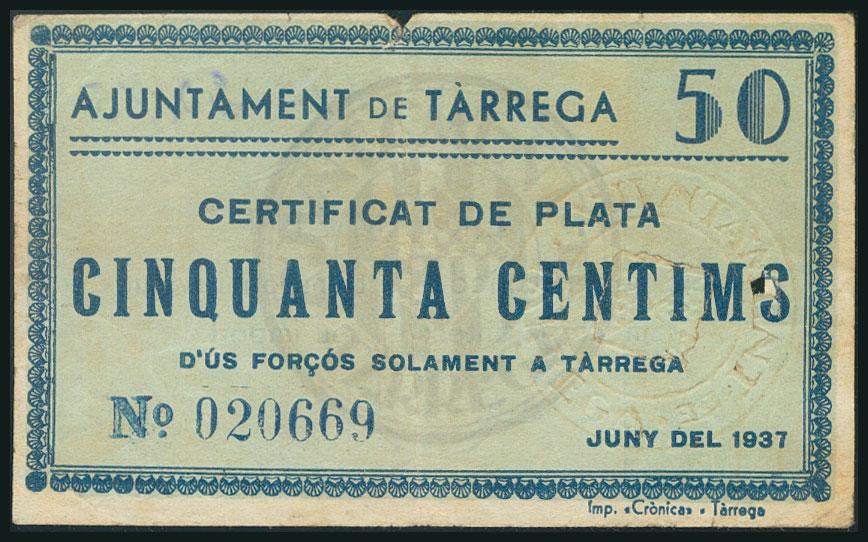 AJUNTAMENT DE TÀRREGA 50
CERTIFICAT DE PLATA
CINQUANTA CENTIMS
D'ÚS FORÇÓS SOLAMENT A TÀRREGA
Nº 020669
JUNY DEL 1937
Imp. «Crònica» - Tàrrega